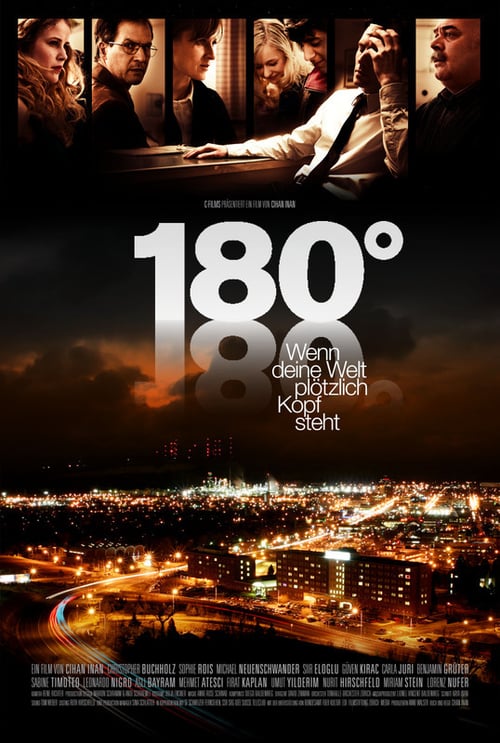 C-FILMS PRÄSENTIERT EIN FILM VON CIHAN INAN
180°
Wenn
deine Welt
plötzlich
Kopf
steht
EIN FILM VON CIHAN INAN CHRISTOPHER BUCHHOLZ SOPHIE ROIS MICHAEL NEUENSCHWANDER SIIR ELOGLU GÜVEN KIRAC CARLA JURI BENJAMIN GRÜTER
SABINE TIMOTEO LEONARDO NIGRO ASLI BAYRAM MEHMET ATESCI FIRAT KAPLAN UMUT YILDERIM NURIT HIRSCHFELD MIRIAM STEIN LORENZ NUFER